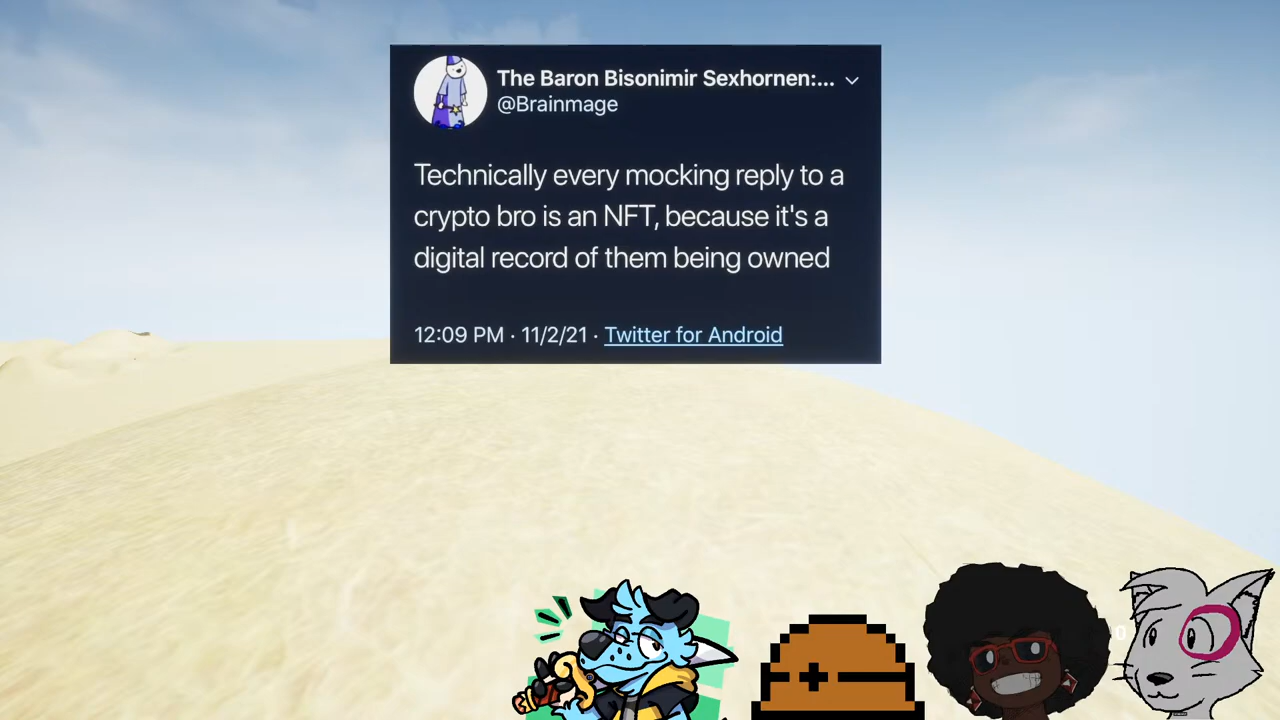 The Baron Bisonimir Sexhornen:...
@Brainmage
Technically every mocking reply to a
crypto bro is an NFT, because it's a
digital record of them being owned
12:09 PM · 11/2/21 · Twitter for Android